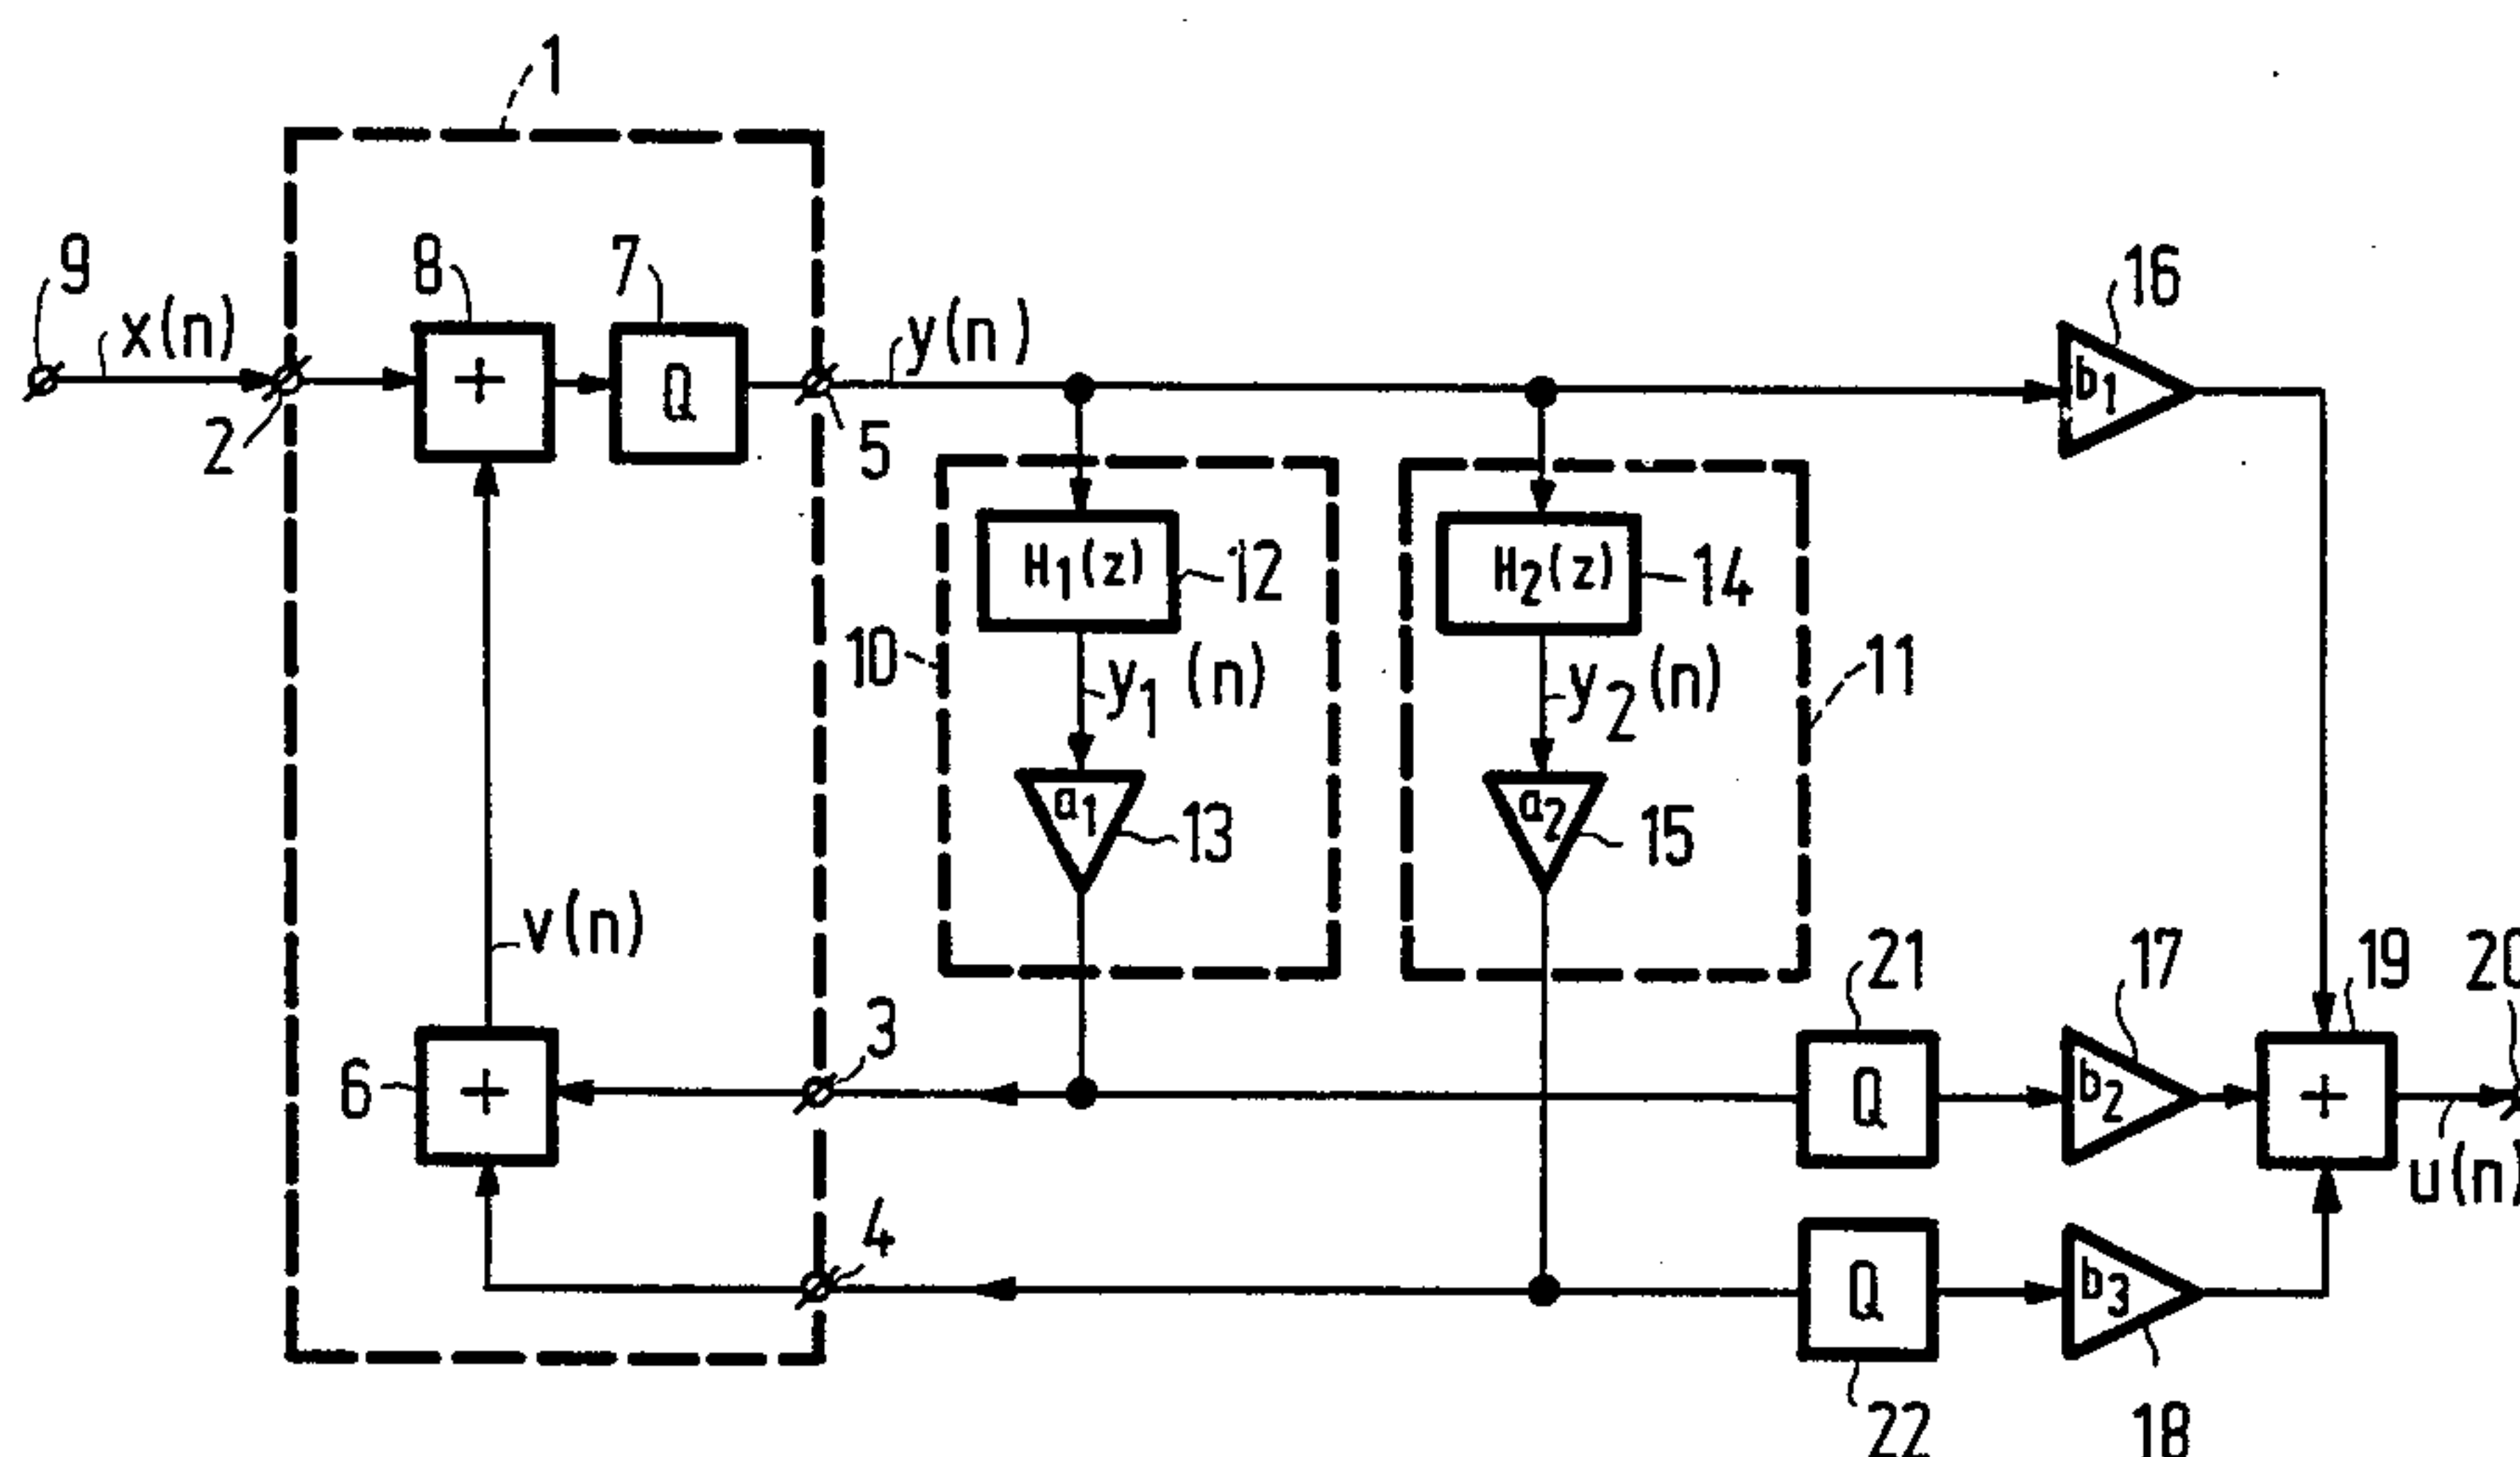 1
9
x(n)
8
7
y(n)
16
+
Q
b1
2
5
H1(z)
12
H2(z)
14
10
y1(n)
y2(n)
11
a1
13
a2
15
v(n)
3
21
17
19
20
6
+
Q
b2
+
u(n)
4
Q
b3
22
18